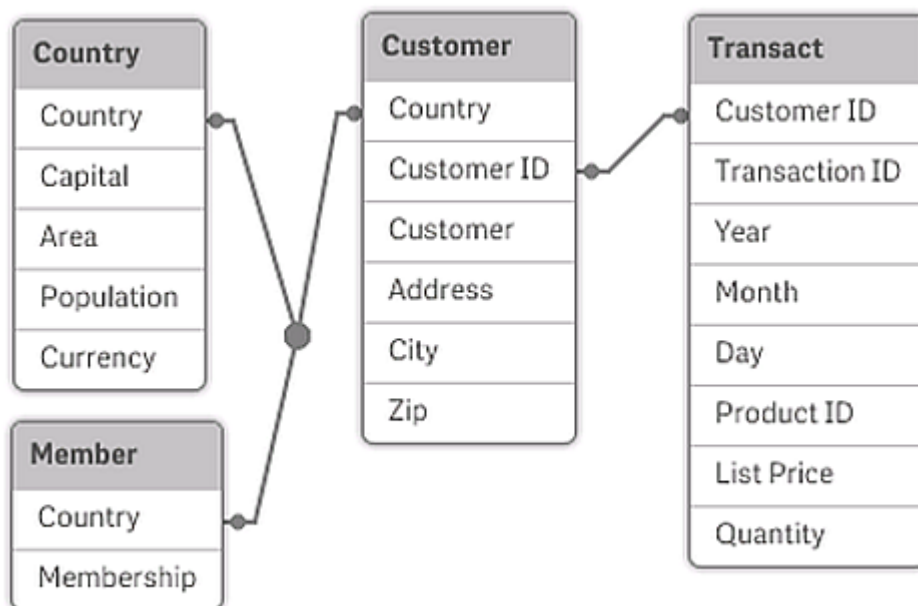 Country
Country
Capital
Area
Population
Currency
Member
Country
Membership
Customer
Country
Customer ID
Customer
Address
City
Zip
Transact
Customer ID
Transaction ID
Year
Month
Day
Product ID
List Price
Quantity